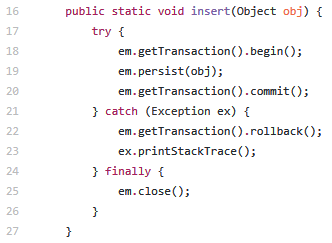 16 public static void insert(Object obj) {
17 try {
18 em.getTransaction().begin();
19 em.persist(obj);
20 em.getTransaction().commit();
21 } catch (Exception ex) {
22 em.getTransaction().rollback();
23 ex.printStackTrace();
24 } finally {
25 em.close();
26 }
27 }